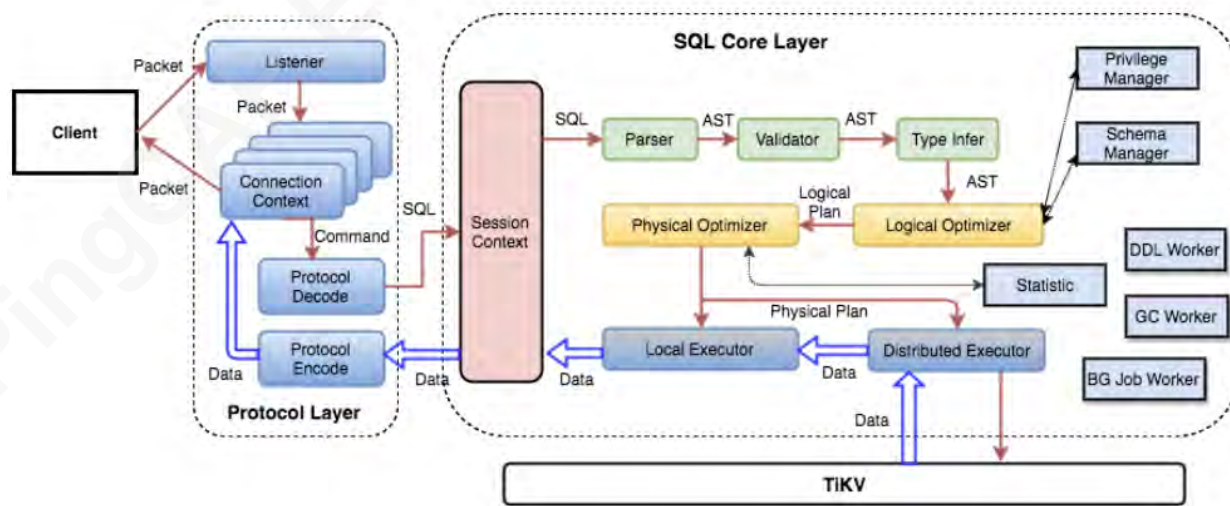 SQL Core Layer
Listener
Packet
Privilege
Manager
Client
Packet
SQL
Parser
AST
Validator
AST
Type Infer
Schema
Manager
Packet
Connection
Context
SQL
Session
Context
AST
Logical
Plan
Physical Optimizer
Logical Optimizer
Command
DDL Worker
Protocol
Decode
Statistic
Physical Plan
GC Worker
Protocol
Encode
Data
Data
Data
Local Executor
Data
Distributed Executor
BG Job Worker
Protocol Layer
Data
TiKV